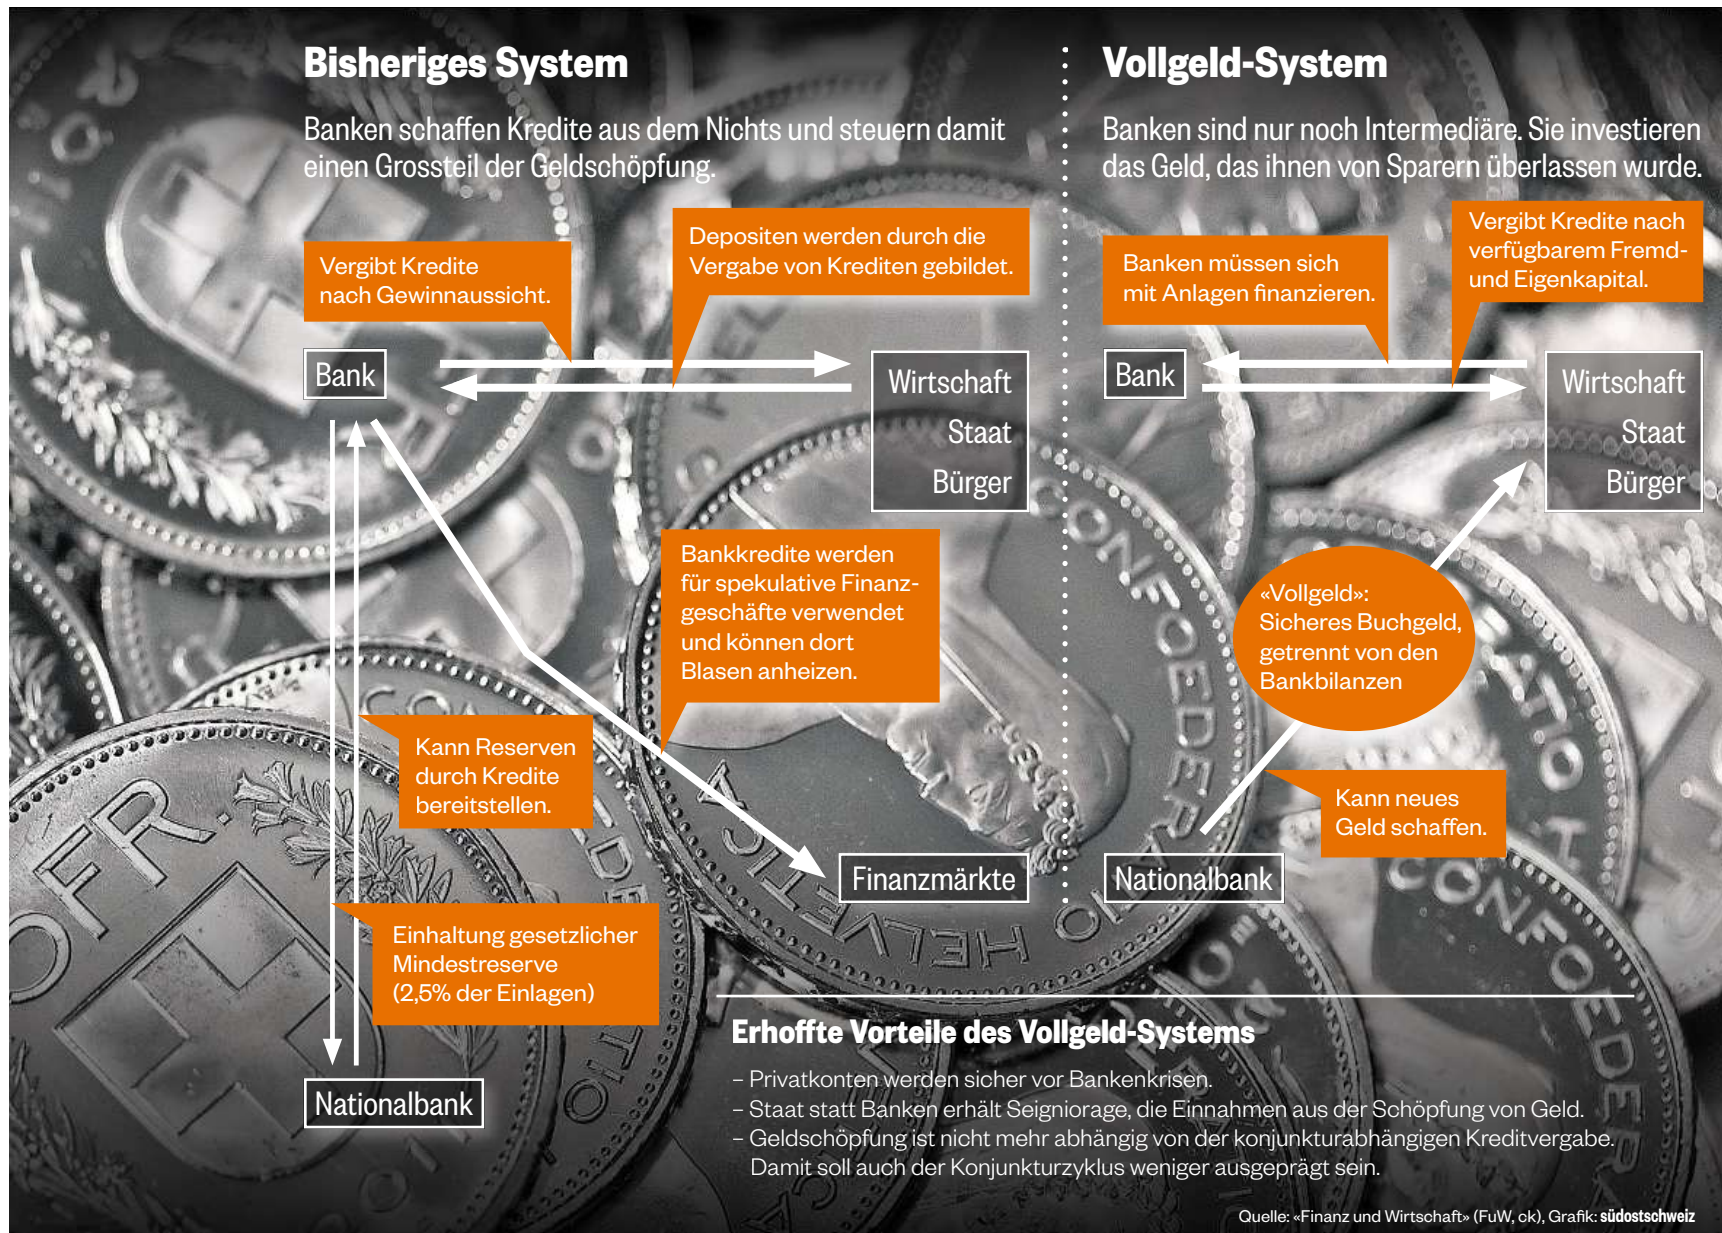 Bisheriges System
Banken schaffen Kredite aus dem Nichts und steuern damit
einen Grossteil der Geldschöpfung.
Vergibt Kredite
nach Gewinnaussicht.
Depositen werden durch die
Vergabe von Krediten gebildet.
Bank
Wirtschaft
Staat
Bürger
Bankkredite werden
für spekulative Finanz-
geschäfte verwendet
und können dort
Blasen anheizen.
Kann Reserven
durch Kredite
bereitstellen.
Finanzmärkte
Einhaltung gesetzlicher
Mindestreserve
(2,5% der Einlagen)
Nationalbank
Vollgeld-System
Banken sind nur noch Intermediäre. Sie investieren
das Geld, das ihnen von Sparern überlassen wurde.
Banken müssen sich
mit Anlagen finanzieren.
Vergibt Kredite nach
verfügbarem Fremd-
und Eigenkapital.
Bank
Wirtschaft
Staat
Bürger
«Vollgeld»:
Sicheres Buchgeld,
getrennt von den
Bankbilanzen
Kann neues
Geld schaffen.
Nationalbank
Erhoffte Vorteile des Vollgeld-Systems
– Privatkonten werden sicher vor Bankenkrisen.
– Staat statt Banken erhält Seigniorage, die Einnahmen aus der Schöpfung von Geld.
– Geldschöpfung ist nicht mehr abhängig von der konjunkturabhängigen Kreditvergabe.
Damit soll auch der Konjunkturzyklus weniger ausgeprägt sein.
Quelle: «Finanz und Wirtschaft» (FuW, ck), Grafik: südostschweiz
CONFOEDERATIO HELVETICA
OFR.